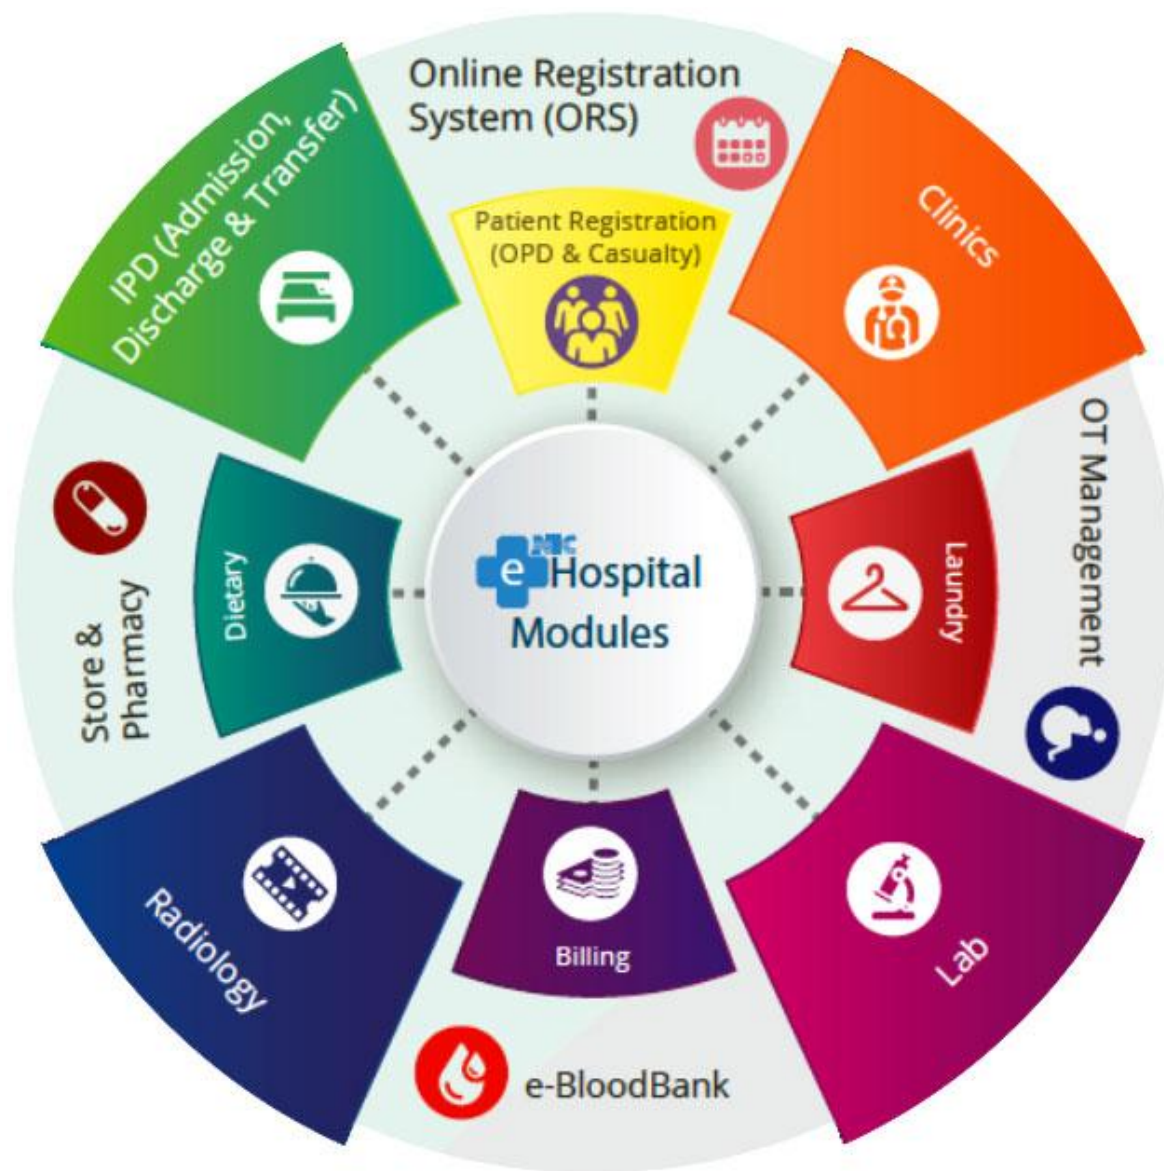 Online Registration
System (ORS)
Patient Registration
(OPD & Casualty)
Clinics
OT Management
Laundry
Lab
Billing
e-BloodBank
Radiology
Store &
Pharmacy
Dietary
IPD (Admission,
Discharge & Transfer)
NIC
eHospital
Modules